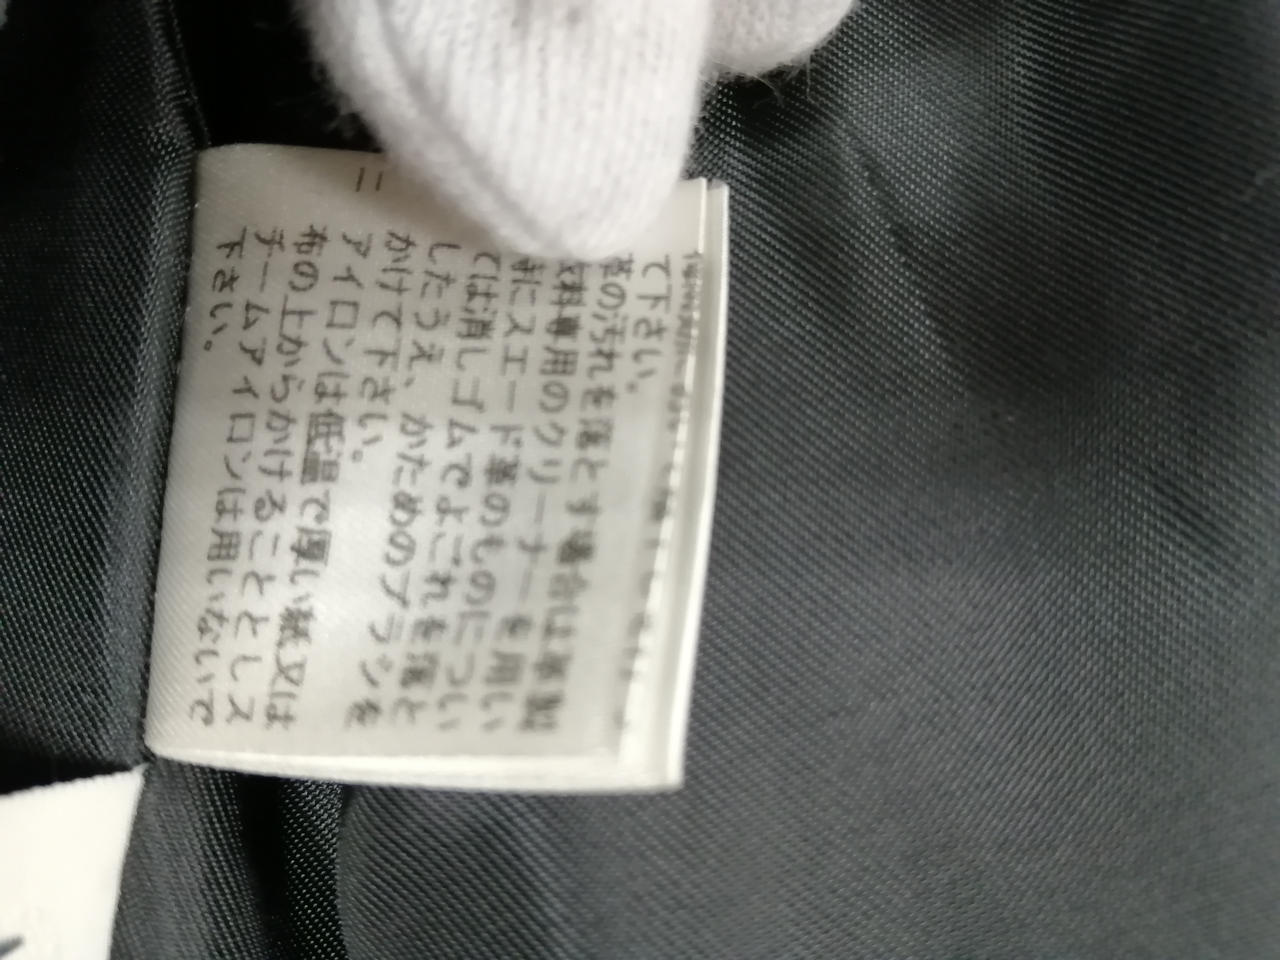 て下さい。
革の汚れを落とす場合は革製
衣料専用のクリーナーを用い
特にスエード革のものについ
ては消しゴムでよごれを落と
したうえ、かためのブラシを
かけて下さい。
二 アイロンは低温で厚い紙又は
布の上からかけることとしス
チームアイロンは用いないで
下さい。